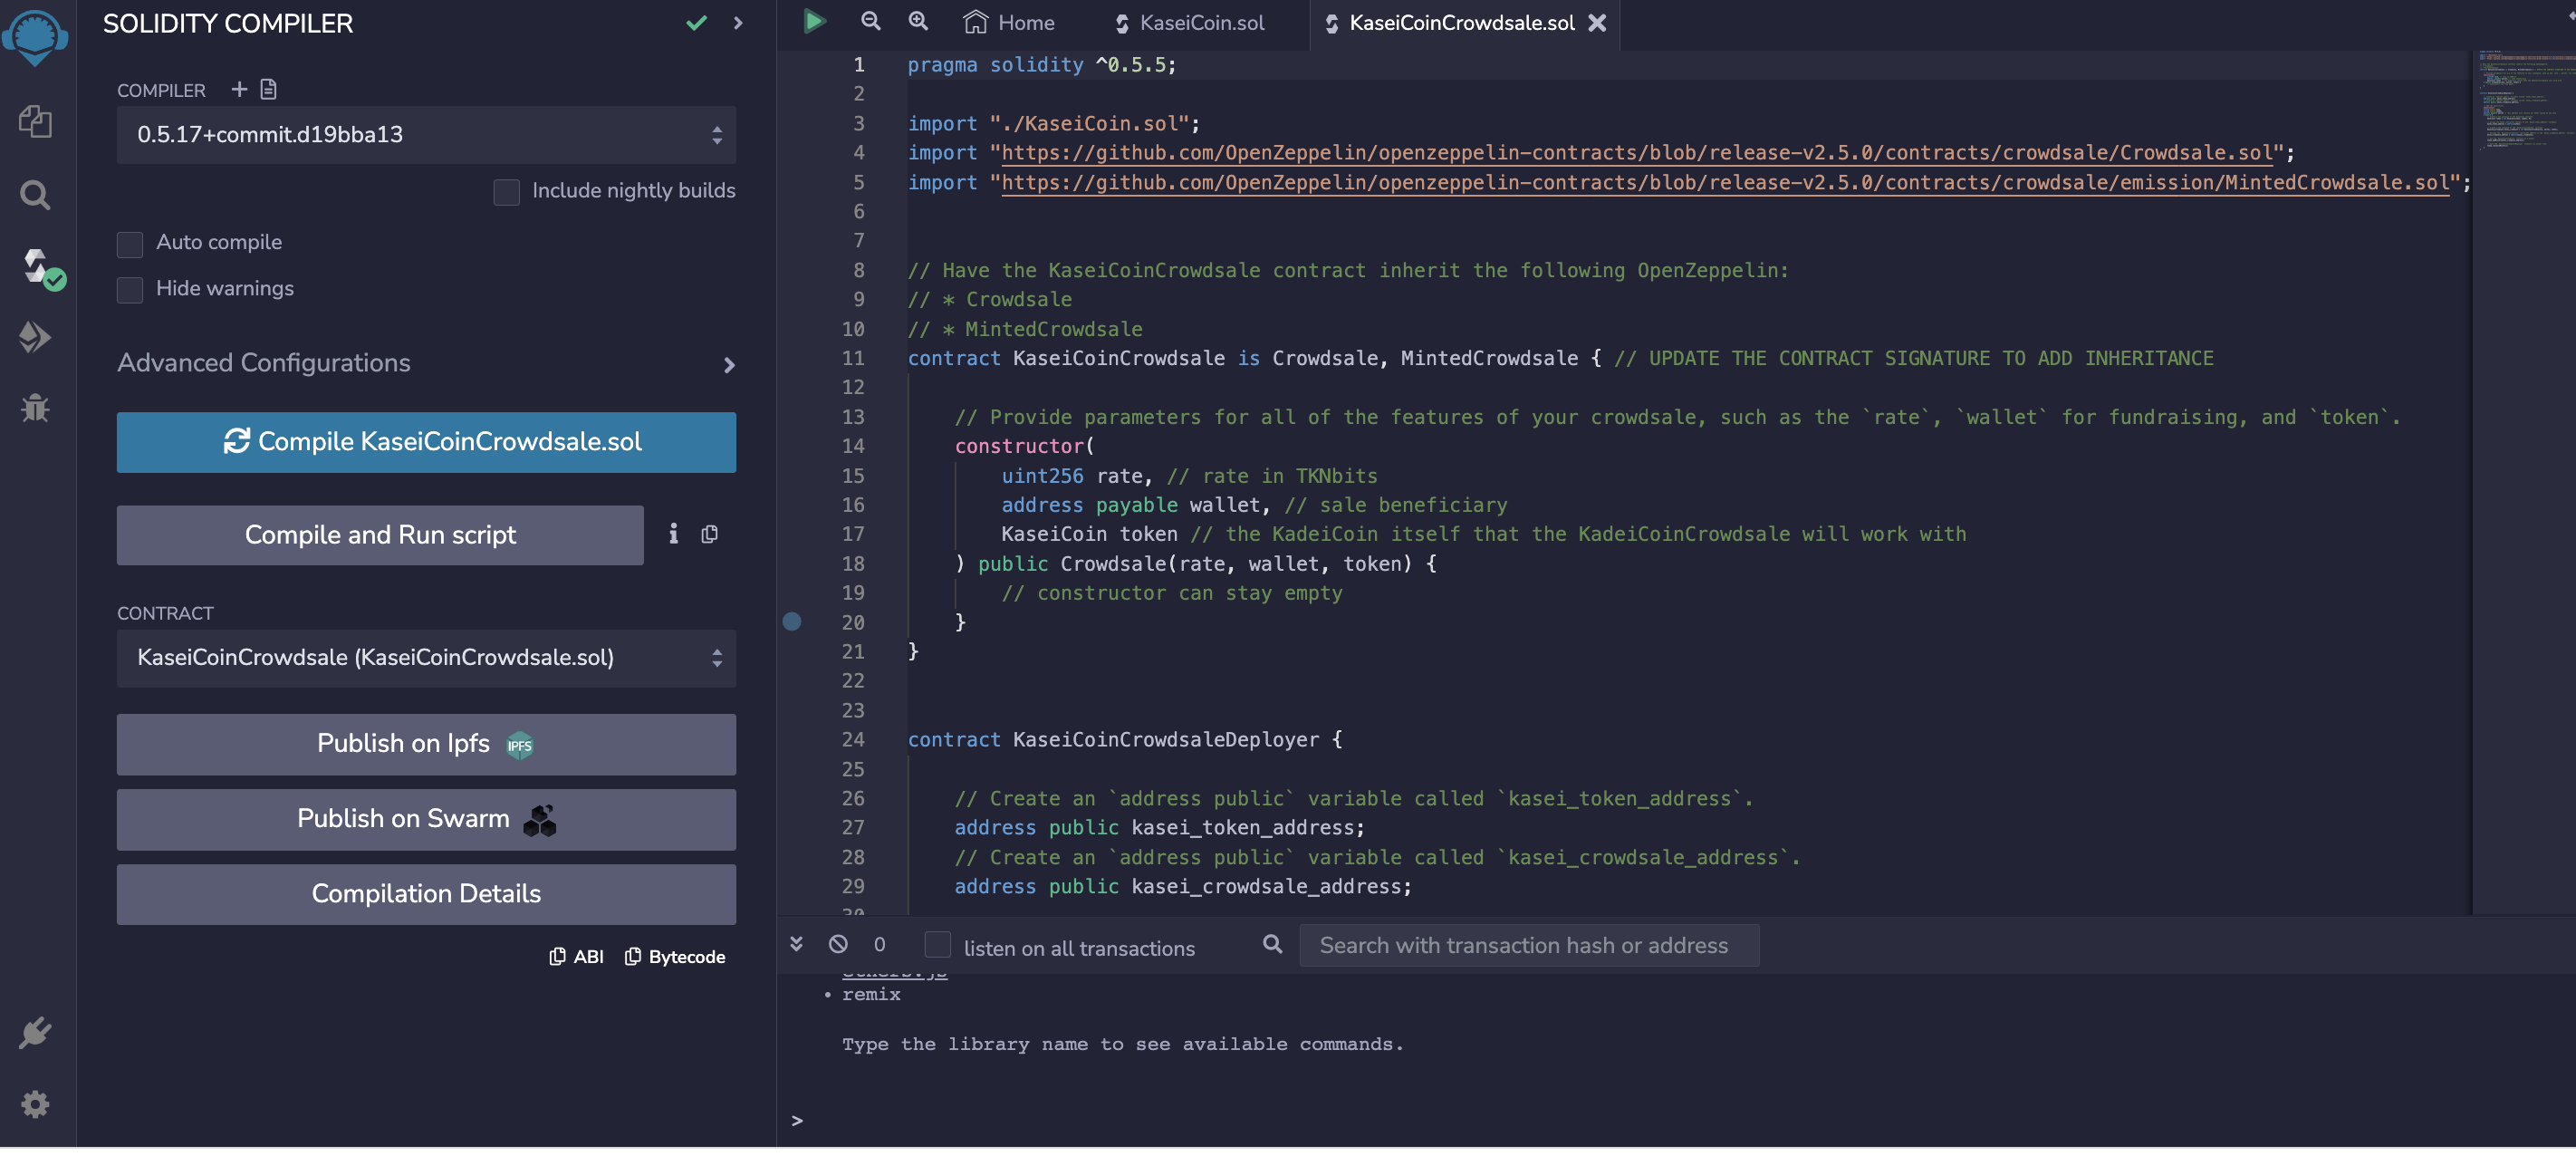 SOLIDITY COMPILER
COMPILER
0.5.17+commit.d19bba13
Include nightly builds
Auto compile
Hide warnings
Advanced Configurations
Compile KaseiCoinCrowdsale.sol
Compile and Run script
CONTRACT
KaseiCoinCrowdsale (KaseiCoinCrowdsale.sol)
Publish on Ipfs IPFS
Publish on Swarm
Compilation Details
ABI Bytecode
Home KaseiCoin.sol KaseiCoinCrowdsale.sol
1 pragma solidity ^0.5.5;
2
3 import "./KaseiCoin.sol";
4 import "https://github.com/OpenZeppelin/openzeppelin-contracts/blob/release-v2.5.0/contracts/crowdsale/Crowdsale.sol";
5 import "https://github.com/OpenZeppelin/openzeppelin-contracts/blob/release-v2.5.0/contracts/crowdsale/emission/MintedCrowdsale.sol";
6
7
8 // Have the KaseiCoinCrowdsale contract inherit the following OpenZeppelin:
9 // * Crowdsale
10 // * MintedCrowdsale
11 contract KaseiCoinCrowdsale is Crowdsale, MintedCrowdsale { // UPDATE THE CONTRACT SIGNATURE TO ADD INHERITANCE
12
13 // Provide parameters for all of the features of your crowdsale, such as the `rate`, `wallet` for fundraising, and `token`.
14 constructor(
15 uint256 rate, // rate in TKNbits
16 address payable wallet, // sale beneficiary
17 KaseiCoin token // the KadeiCoin itself that the KadeiCoinCrowdsale will work with
18 ) public Crowdsale(rate, wallet, token) {
19 // constructor can stay empty
20 }
21 }
22
23
24 contract KaseiCoinCrowdsaleDeployer {
25
26 // Create an `address public` variable called `kasei_token_address`.
27 address public kasei_token_address;
28 // Create an `address public` variable called `kasei_crowdsale_address`.
29 address public kasei_crowdsale_address;
0 listen on all transactions Search with transaction hash or address
• remix
Type the library name to see available commands.
>